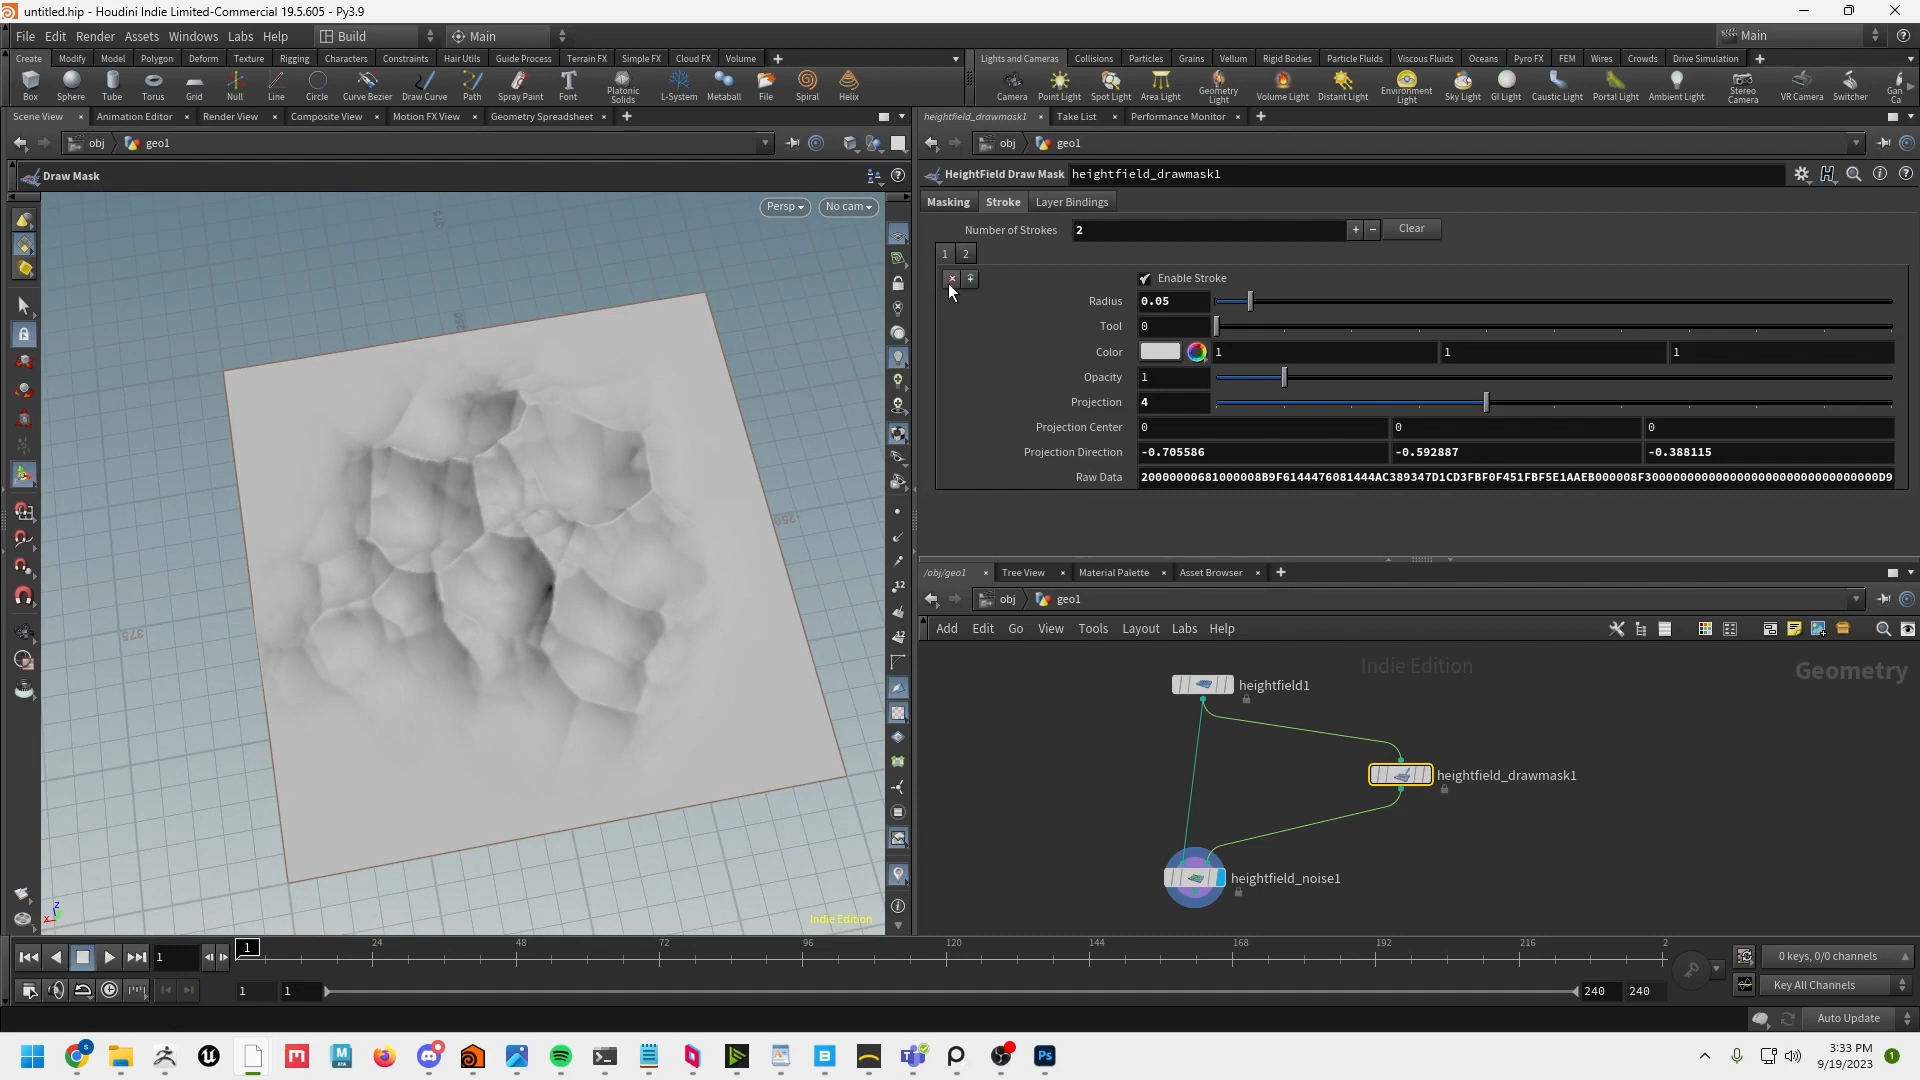 untitled.hip - Houdini Indie Limited-Commercial 19.5.605 - Py3.9
File Edit Render Assets Windows Labs Help Build Main Main
Create Modify Model Polygon Deform Texture Rigging Characters Constraints Hair Utils Guide Process Terrain FX Simple FX Cloud FX Volume
Lights and Cameras Collisions Particles Grains Vellum Rigid Bodies Particle Fluids Viscous Fluids Oceans Pyro FX FEM Wires Crowds Drive Simulation
Box Sphere Tube Torus Grid Null Line Circle Curve Bezier Draw Curve Path Spray Paint Font Platonic Solids L-System Metaball File Spiral Helix
Camera Point Light Spot Light Area Light Geometry Light Volume Light Distant Light Environment Light Sky Light GI Light Caustic Light Portal Light Ambient Light Stereo Camera VR Camera Switcher Gan Ca
Scene View Animation Editor Render View Composite View Motion FX View Geometry Spreadsheet
heightfield_drawmask1 Take List Performance Monitor
obj geo1
obj geo1
Draw Mask
HeightField Draw Mask heightfield_drawmask1
Persp No cam
Masking Stroke Layer Bindings
Number of Strokes 2 + - Clear
1 2
Enable Stroke
Radius 0.05
Tool 0
Color 1 1 1
Opacity 1
Projection 4
Projection Center 0 0 0
Projection Direction -0.705586 -0.592887 -0.388115
Raw Data 20000000681000008B9F6144476081444AC389347D1CD3FBF0F451FBF5E1AAEB000008F3000000000000000000000000000000D9
375
250
-250
375
12
12
z
x
Indie Edition
/obj/geo1 Tree View Material Palette Asset Browser
obj geo1
Add Edit Go View Tools Layout Labs Help
Indie Edition
Geometry
heightfield1
heightfield_drawmask1
heightfield_noise1
1 1 24 48 72 96 120 144 168 192 216 2
0 keys, 0/0 channels
1 1 240 240
Key All Channels
Auto Update
3:33 PM
9/19/2023
1